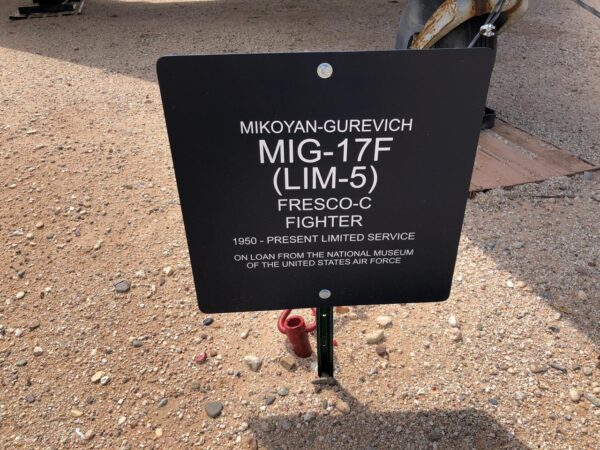 MIKOYAN-GUREVICH
MIG-17F
(LIM-5)
FRESCO-C
FIGHTER
1950 - PRESENT LIMITED SERVICE
ON LOAN FROM THE NATIONAL MUSEUM
OF THE UNITED STATES AIR FORCE